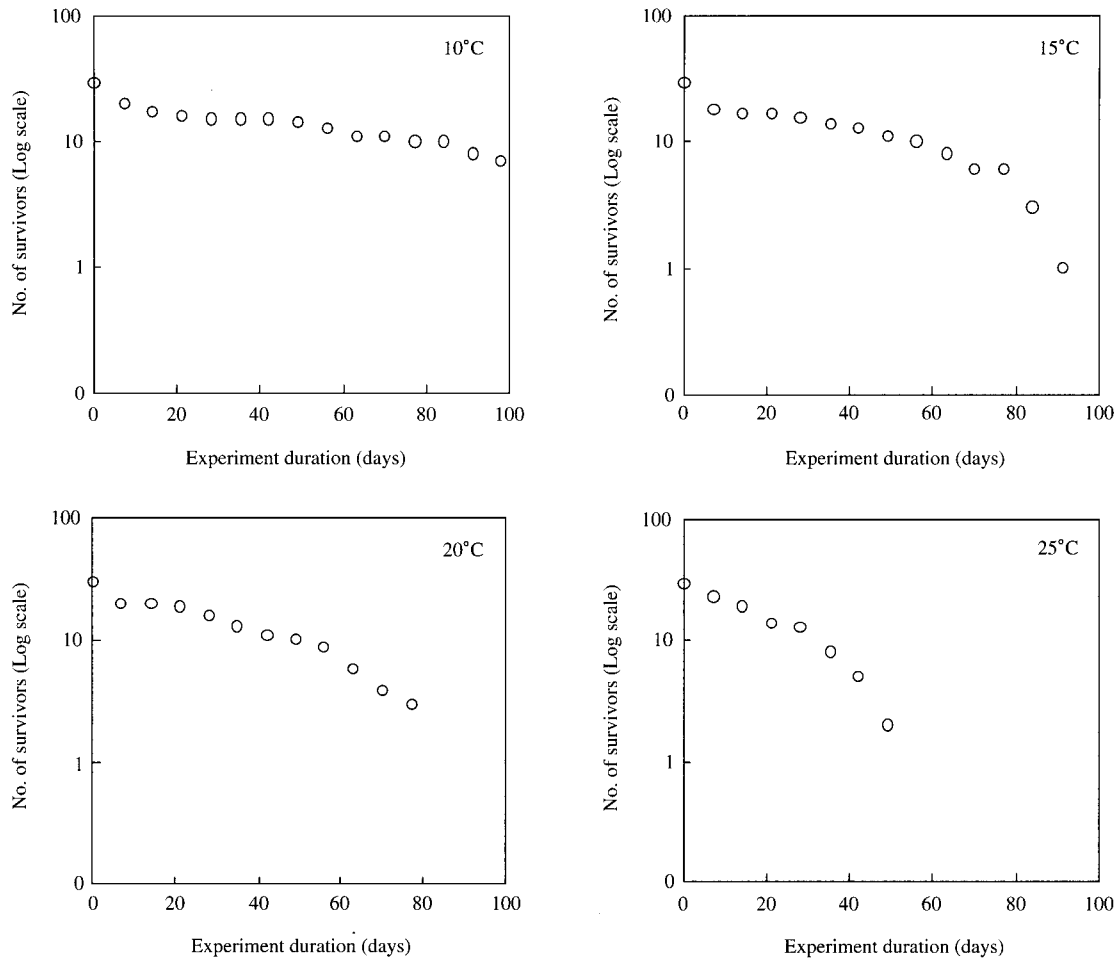 100
10
1
0
No. of survivors (Log scale)
10°C
0 20 40 60 80 100
Experiment duration (days)
100
10
1
0
No. of survivors (Log scale)
15°C
0 20 40 60 80 100
Experiment duration (days)
100
10
1
0
No. of survivors (Log scale)
20°C
0 20 40 60 80 100
Experiment duration (days)
100
10
1
0
No. of survivors (Log scale)
25°C
0 20 40 60 80 100
Experiment duration (days)